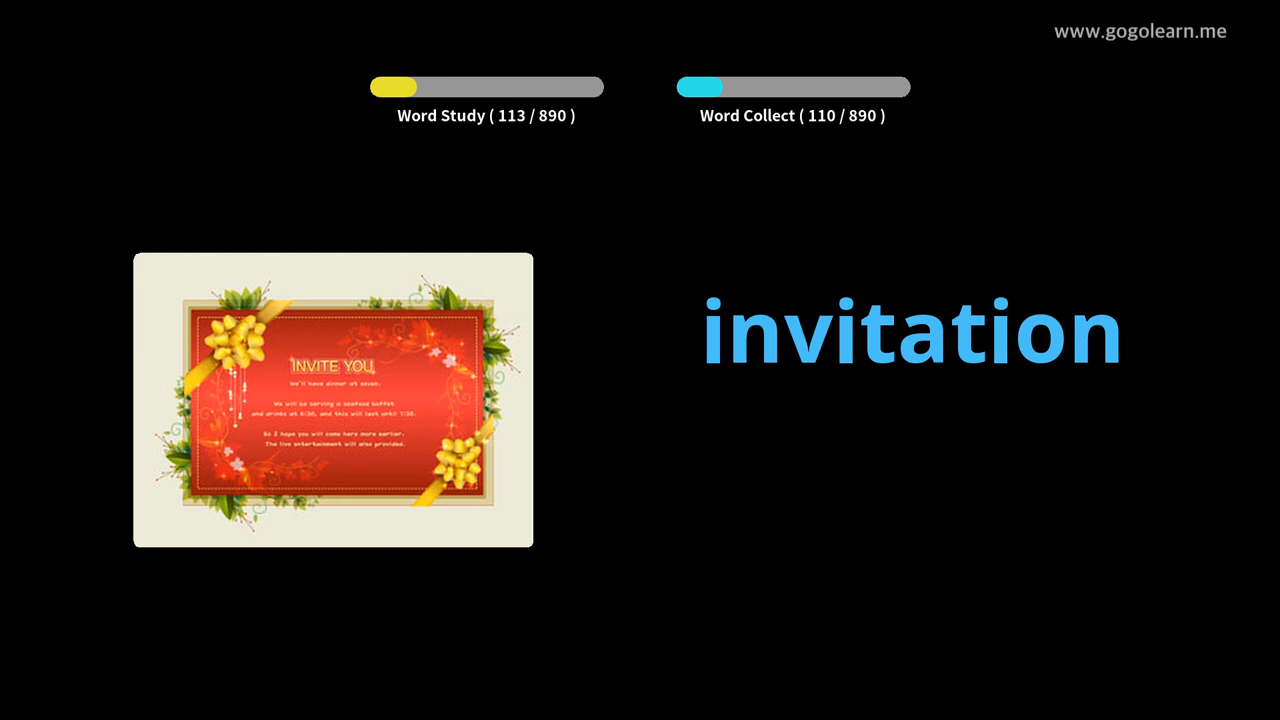 www.gogolearn.me
Word Study ( 113 / 890 )
Word Collect ( 110 / 890 )
invitation
INVITE YOU
We'll have dinner at seven.
We will be serving a seafood buffet
and drinks at 6:30, and this will last until 7:30.
So I hope you will come here more earlier.
The live entertainment will also provided.